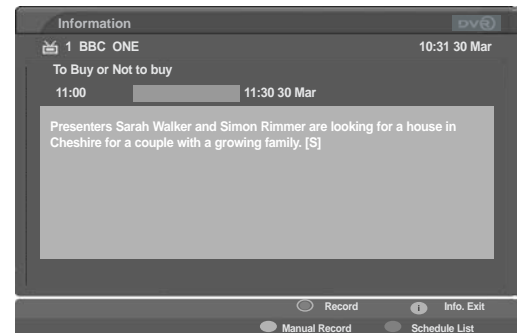 Information
DVR
1 BBC ONE 10:31 30 Mar
To Buy or Not to buy
11:00 11:30 30 Mar
Presenters Sarah Walker and Simon Rimmer are looking for a house in
Cheshire for a couple with a growing family. [S]
Record i Info. Exit
Manual Record Schedule List